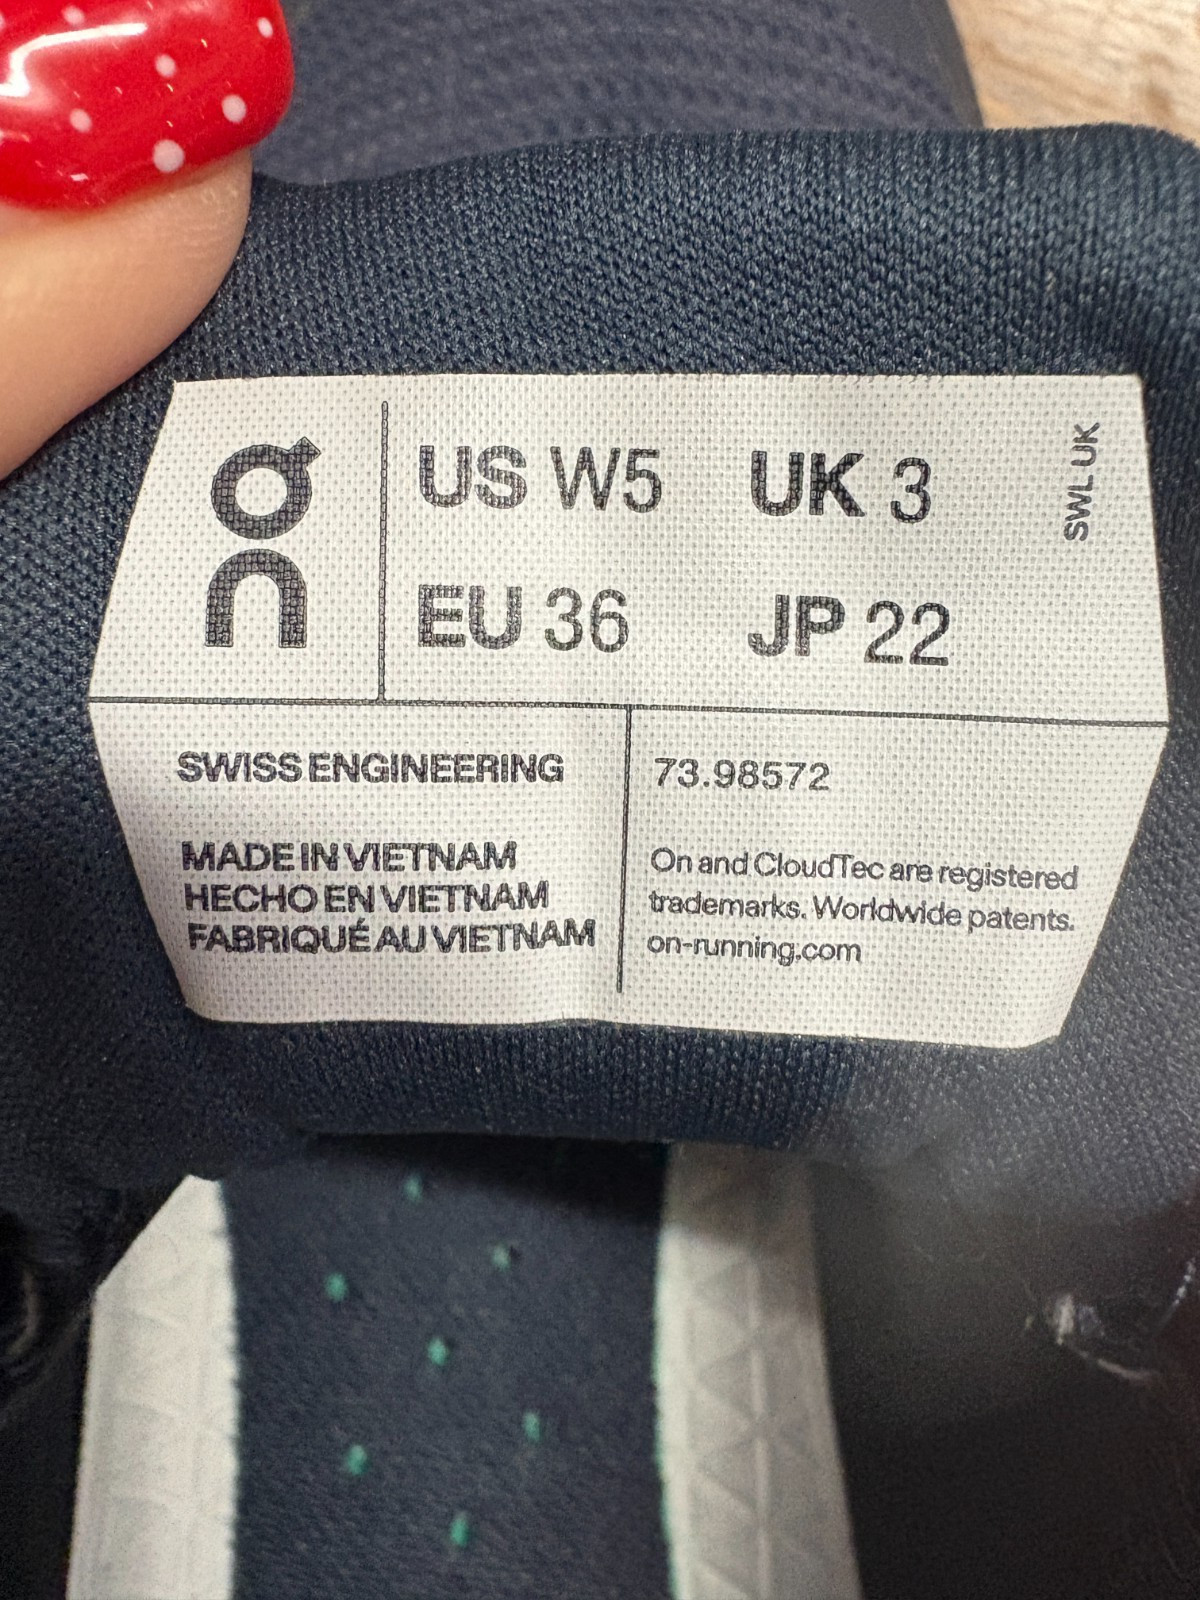 On
US W5 UK 3
EU 36 JP 22
SWL UK
SWISS ENGINEERING
MADE IN VIETNAM
HECHO EN VIETNAM
FABRIQUÉ AU VIETNAM
73.98572
On and CloudTec are registered
trademarks. Worldwide patents.
on-running.com